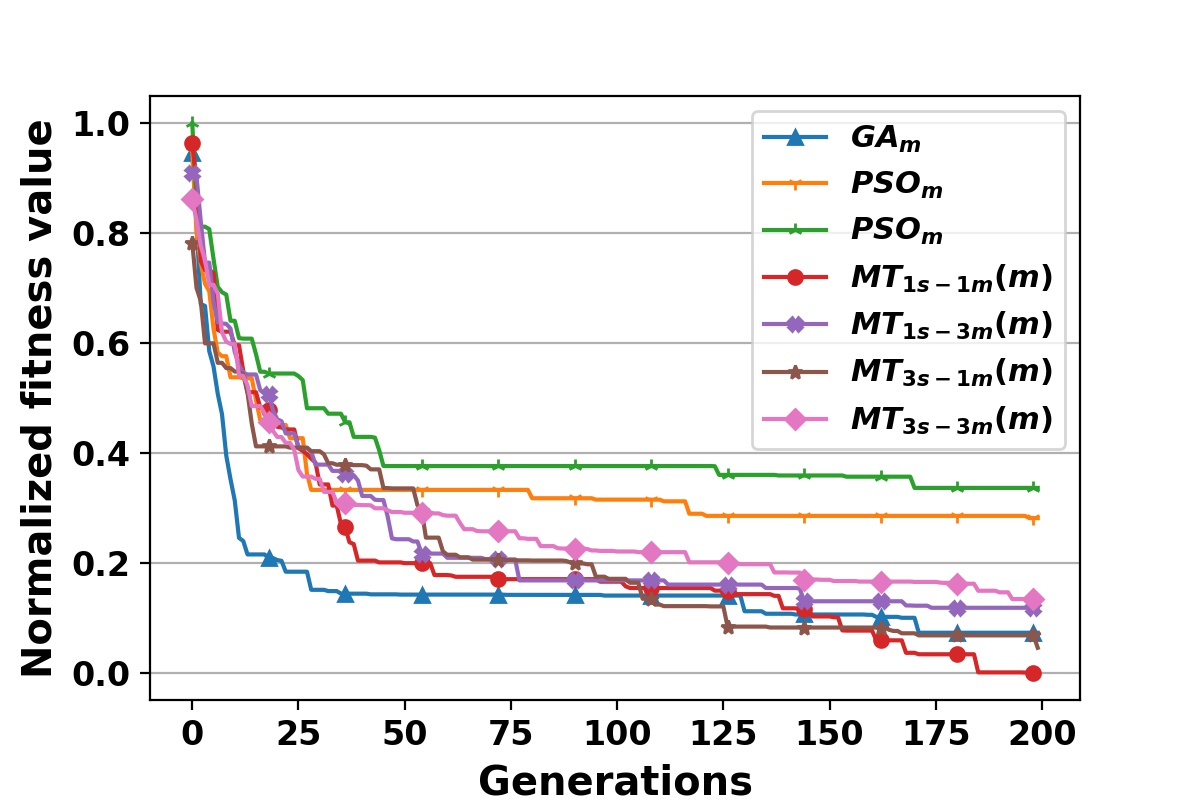 Normalized fitness value
1.0
0.8
0.6
0.4
0.2
0.0
GAₘ
PSOₘ
PSOₘ
MT₁ₛ₋₁ₘ(m)
MT₁ₛ₋₃ₘ(m)
MT₃ₛ₋₁ₘ(m)
MT₃ₛ₋₃ₘ(m)
0 25 50 75 100 125 150 175 200
Generations